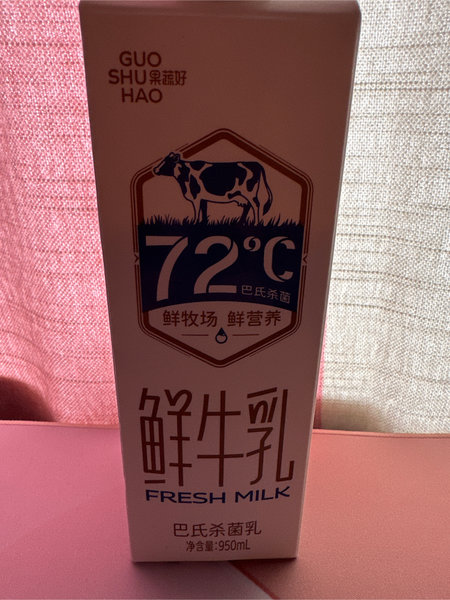 GUO
SHU 果蔬好
HAO
72℃
巴氏杀菌
鲜牧场 鲜营养
鲜牛乳
FRESH MILK
巴氏杀菌乳
净含量:950mL